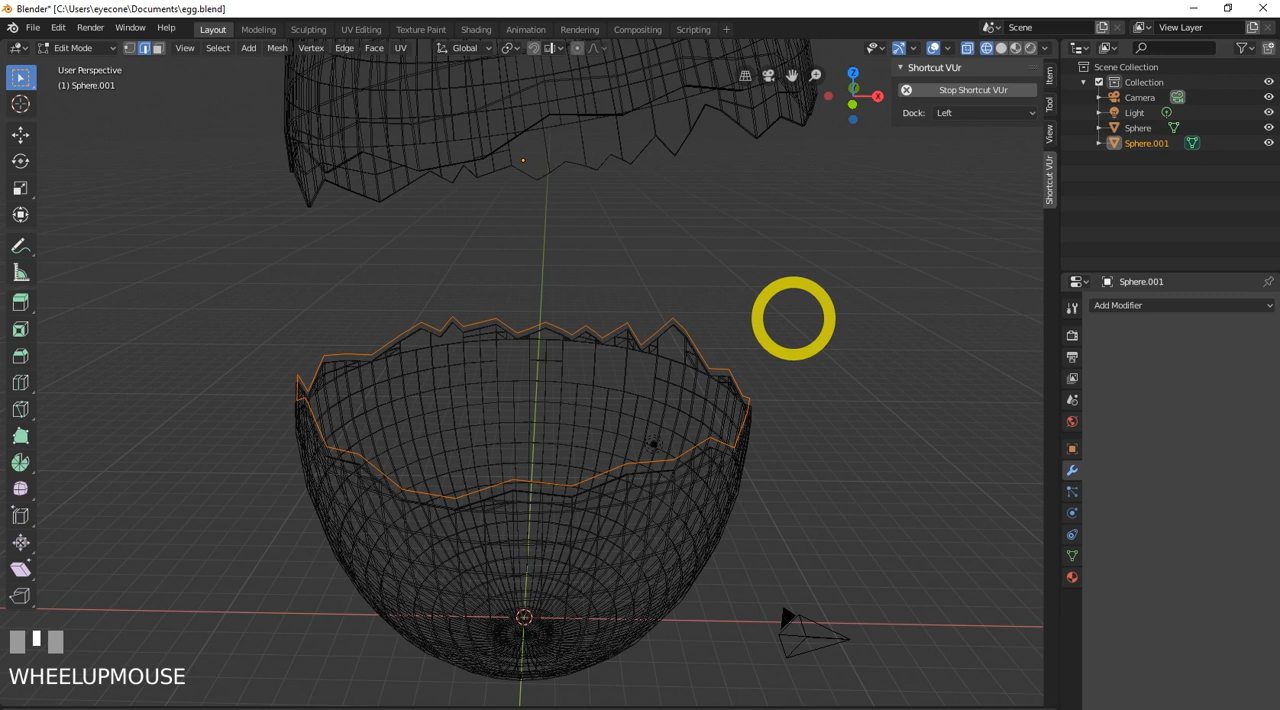 Blender* [C:\Users\eyecone\Documents\egg.blend]
File Edit Render Window Help Layout Modeling Sculpting UV Editing Texture Paint Shading Animation Rendering Compositing Scripting + Scene View Layer
Edit Mode View Select Add Mesh Vertex Edge Face UV Global
User Perspective
(1) Sphere.001
Shortcut VUr
Stop Shortcut VUr
Dock: Left
Item
Tool
View
Shortcut VUr
Z
X
Scene Collection
Collection
Camera
Light
Sphere
Sphere.001
Sphere.001
Add Modifier
WHEELUPMOUSE